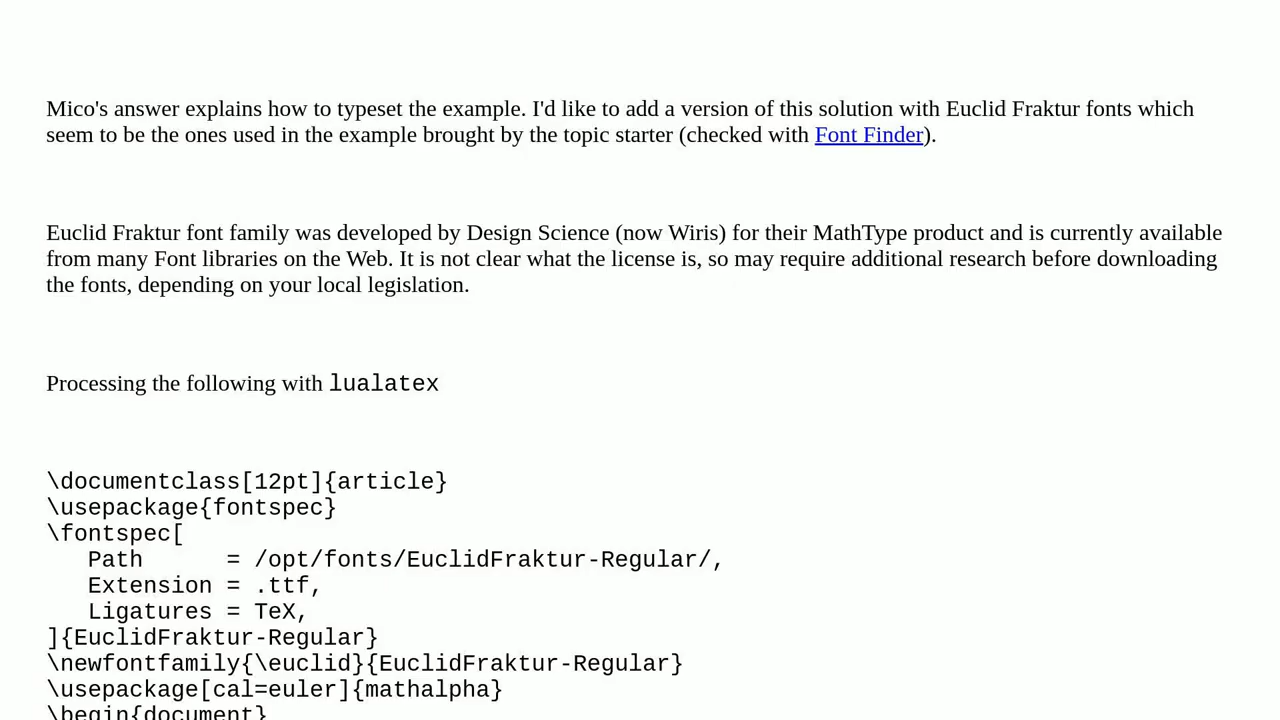 Mico's answer explains how to typeset the example. I'd like to add a version of this solution with Euclid Fraktur fonts which
seem to be the ones used in the example brought by the topic starter (checked with Font Finder).
Euclid Fraktur font family was developed by Design Science (now Wiris) for their MathType product and is currently available
from many Font libraries on the Web. It is not clear what the license is, so may require additional research before downloading
the fonts, depending on your local legislation.
Processing the following with lualatex
\documentclass[12pt]{article}
\usepackage{fontspec}
\fontspec[
   Path      = /opt/fonts/EuclidFraktur-Regular/,
   Extension = .ttf,
   Ligatures = TeX,
]{EuclidFraktur-Regular}
\newfontfamily{\euclid}{EuclidFraktur-Regular}
\usepackage[cal=euler]{mathalpha}
\begin{document}